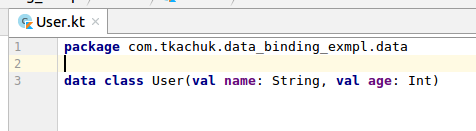 User.kt
1 package com.tkachuk.data_binding_exmpl.data
2
3 data class User(val name: String, val age: Int)